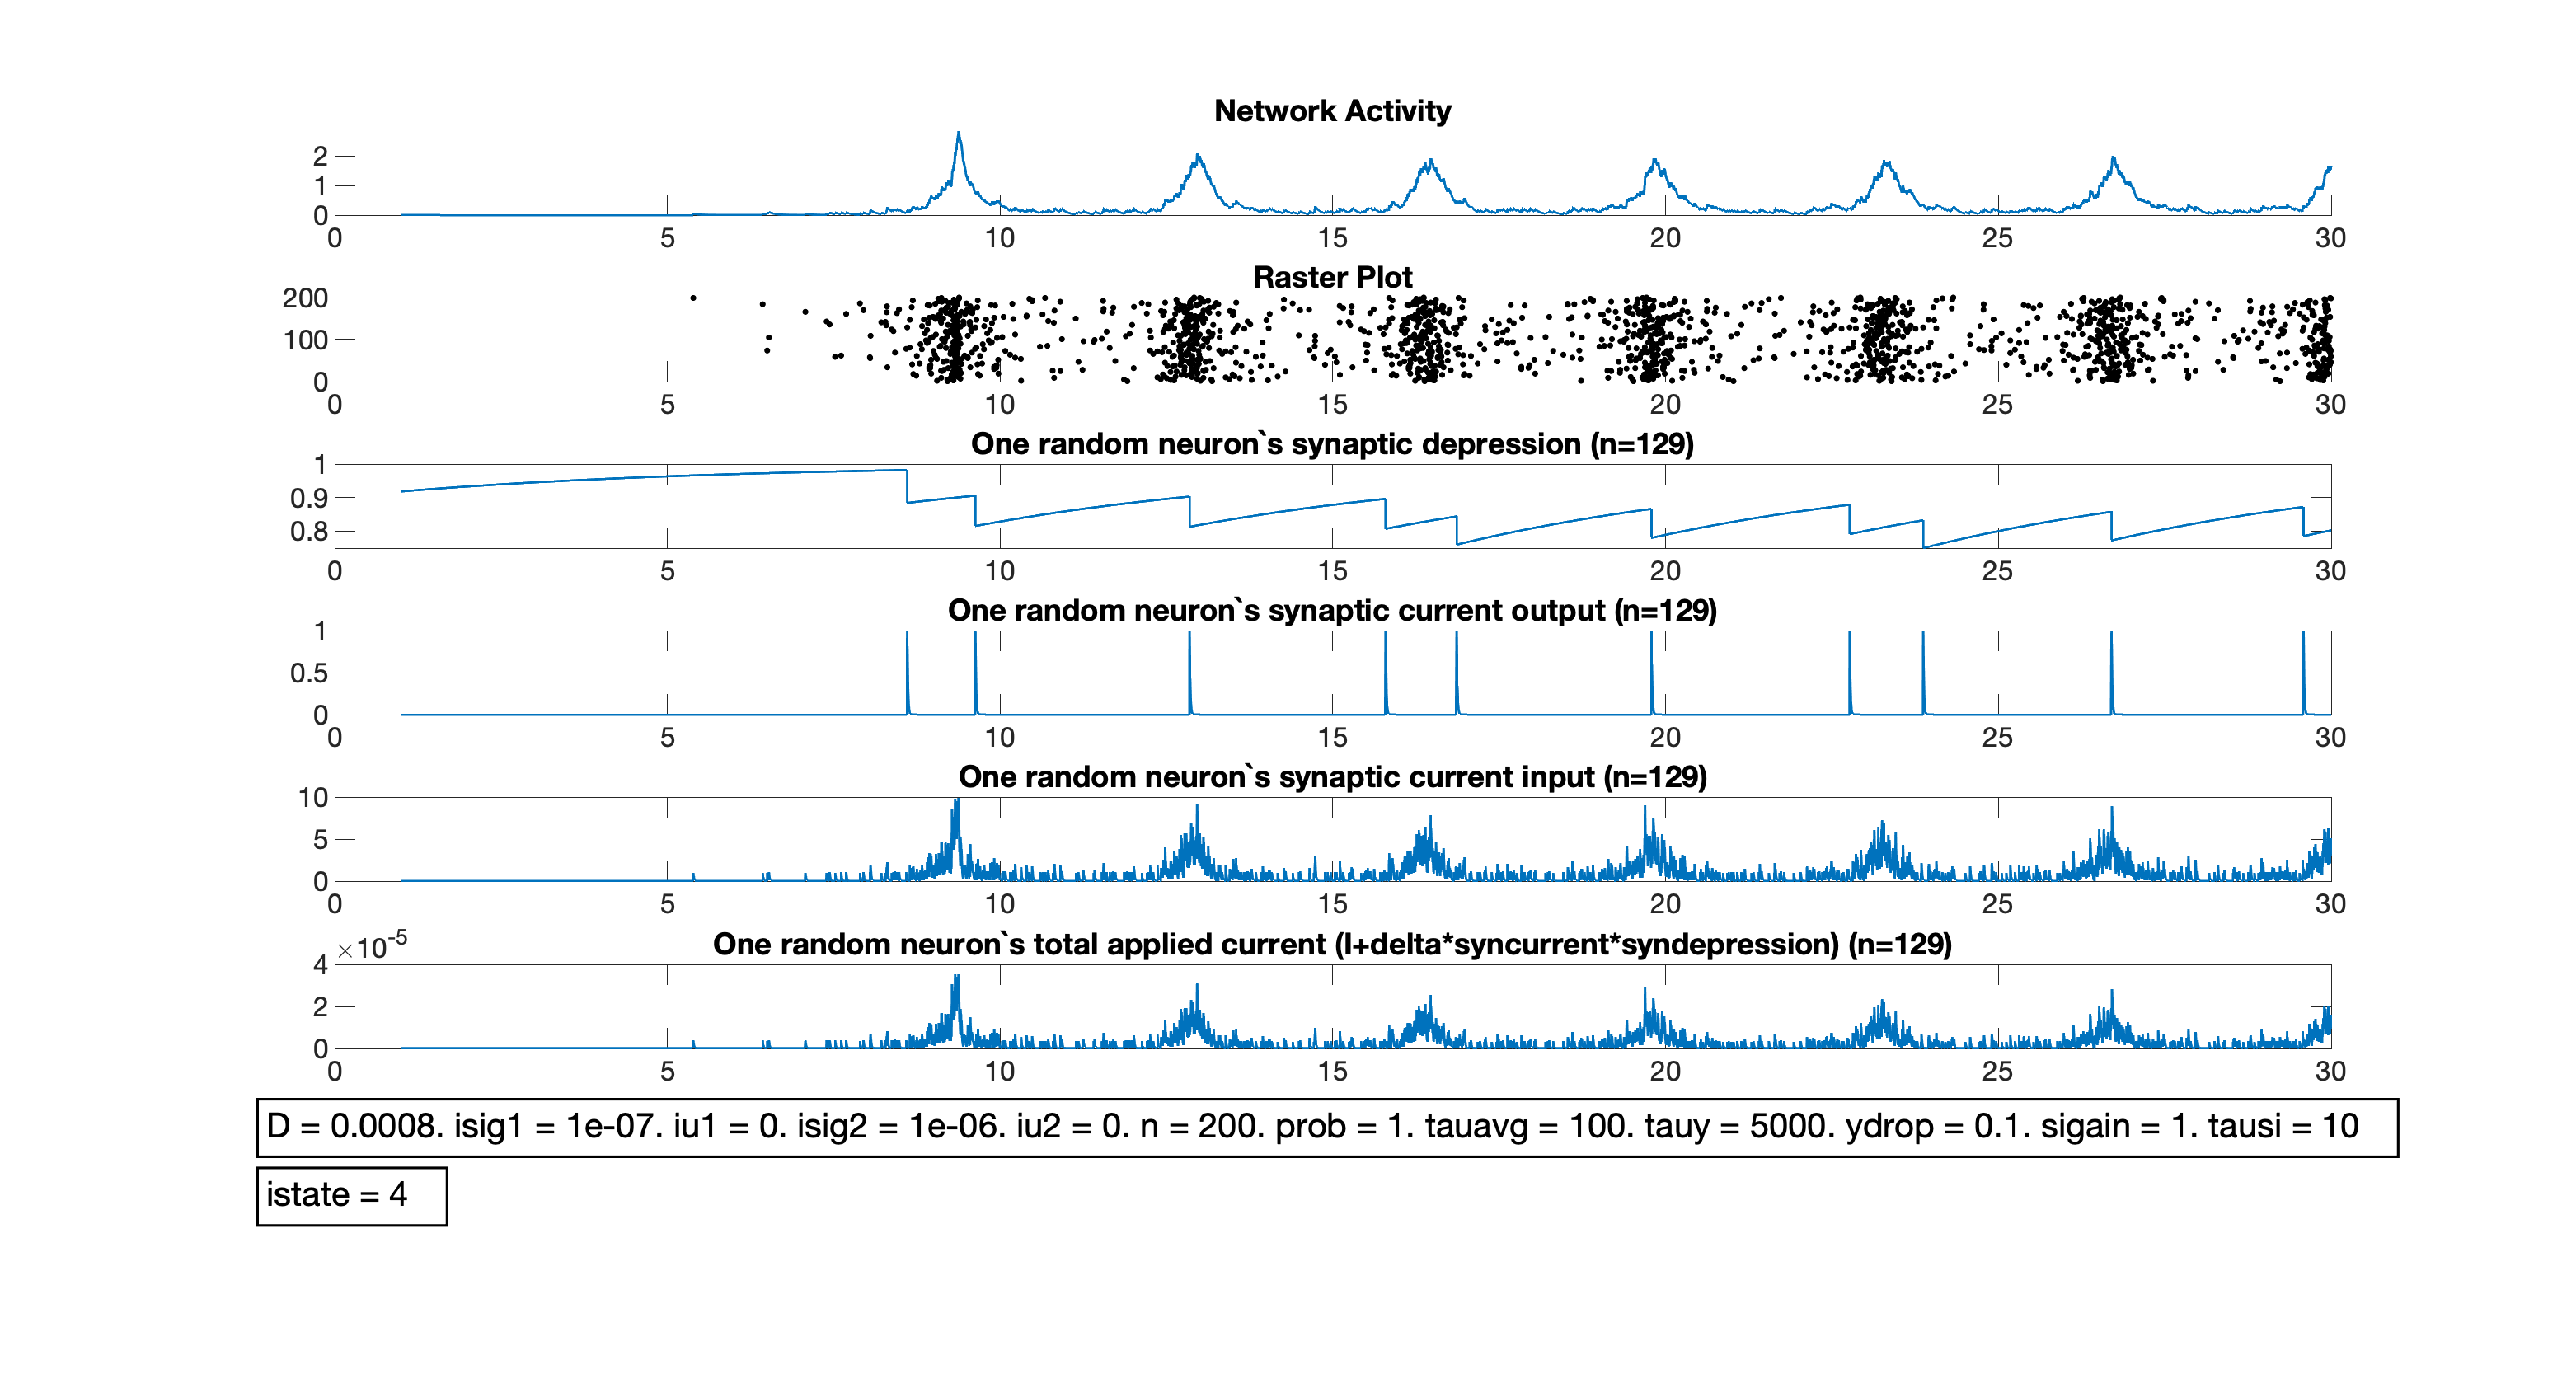 Network Activity
2
1
0
0 5 10 15 20 25 30
Raster Plot
200
100
0
0 5 10 15 20 25 30
One random neuron`s synaptic depression (n=129)
1
0.9
0.8
0 5 10 15 20 25 30
One random neuron`s synaptic current output (n=129)
1
0.5
0
0 5 10 15 20 25 30
One random neuron`s synaptic current input (n=129)
10
5
0
0 5 10 15 20 25 30
×10-5
One random neuron`s total applied current (I+delta*syncurrent*syndepression) (n=129)
4
2
0
0 5 10 15 20 25 30
D = 0.0008. isig1 = 1e-07. iu1 = 0. isig2 = 1e-06. iu2 = 0. n = 200. prob = 1. tauavg = 100. tauy = 5000. ydrop = 0.1. sigain = 1. tausi = 10
istate = 4